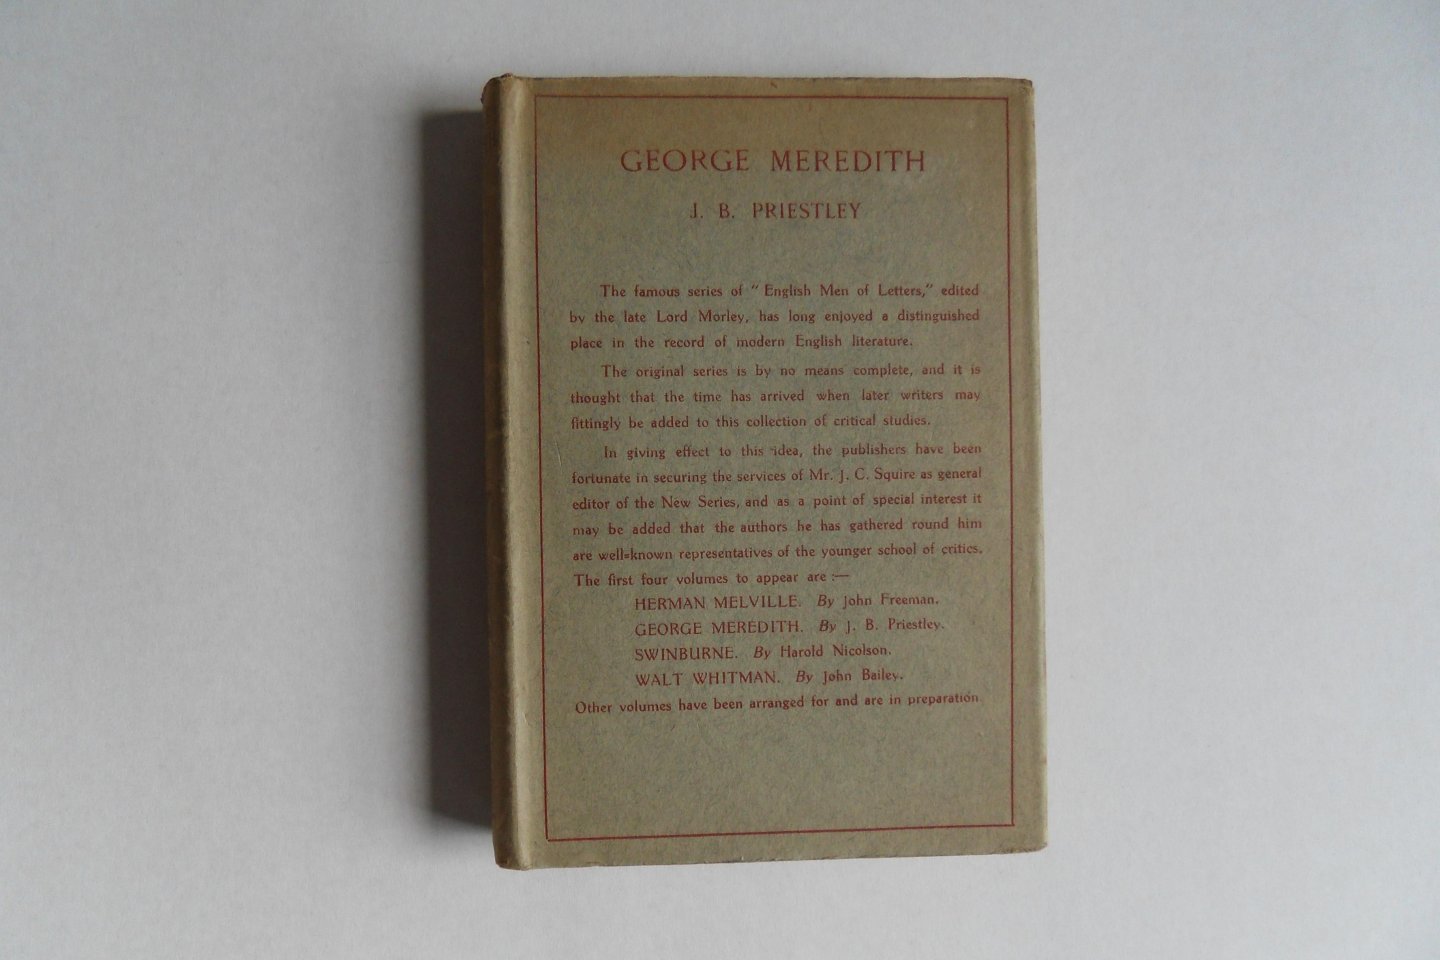 GEORGE MEREDITH
J. B. PRIESTLEY
The famous series of "English Men of Letters," edited
by the late Lord Morley, has long enjoyed a distinguished
place in the record of modern English literature.
The original series is by no means complete, and it is
thought that the time has arrived when later writers may
fittingly be added to this collection of critical studies.
In giving effect to this idea, the publishers have been
fortunate in securing the services of Mr. J. C. Squire as general
editor of the New Series, and as a point of special interest it
may be added that the authors he has gathered round him
are well=known representatives of the younger school of critics.
The first four volumes to appear are :—
HERMAN MELVILLE. By John Freeman.
GEORGE MEREDITH. By J. B. Priestley.
SWINBURNE. By Harold Nicolson.
WALT WHITMAN. By John Bailey.
Other volumes have been arranged for and are in preparation.